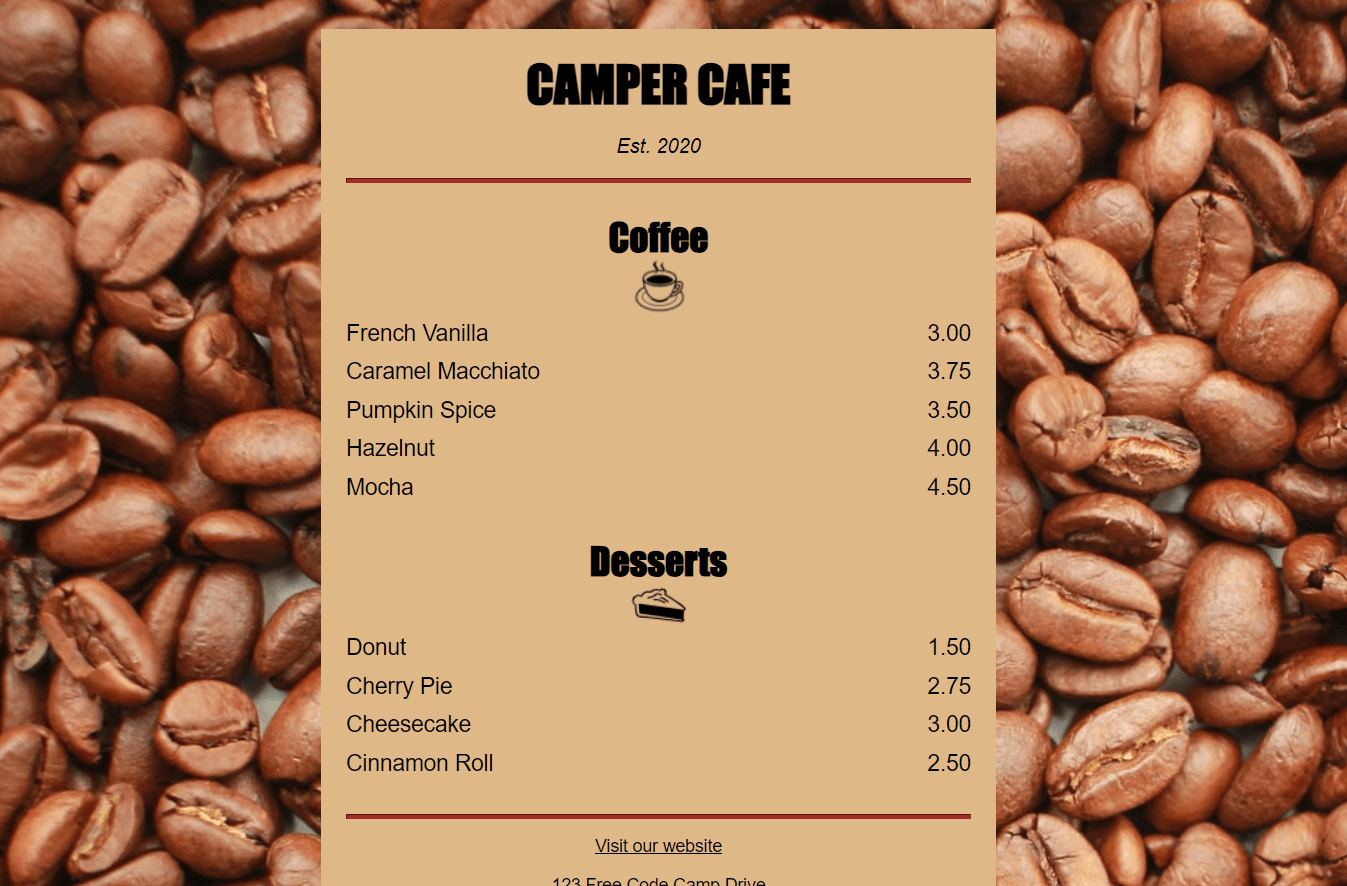 CAMPER CAFE
Est. 2020
Coffee
French Vanilla 3.00
Caramel Macchiato 3.75
Pumpkin Spice 3.50
Hazelnut 4.00
Mocha 4.50
Desserts
Donut 1.50
Cherry Pie 2.75
Cheesecake 3.00
Cinnamon Roll 2.50
Visit our website
123 Free Code Camp Drive